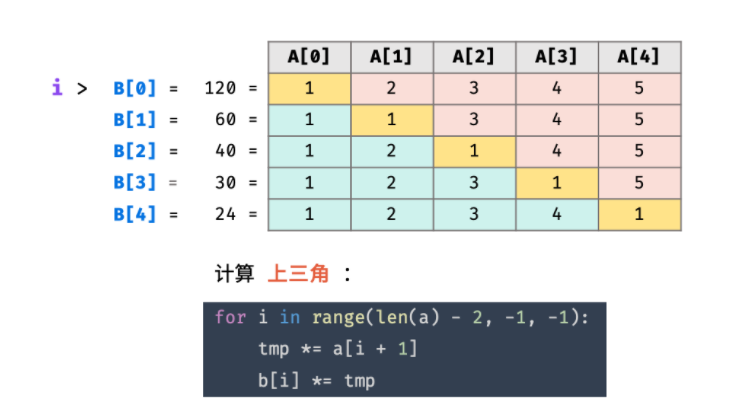 A[0] A[1] A[2] A[3] A[4]
i > B[0] = 120 = 1 2 3 4 5
B[1] = 60 = 1 1 3 4 5
B[2] = 40 = 1 2 1 4 5
B[3] = 30 = 1 2 3 1 5
B[4] = 24 = 1 2 3 4 1
计算 上三角 :
for i in range(len(a) - 2, -1, -1):
tmp *= a[i + 1]
b[i] *= tmp